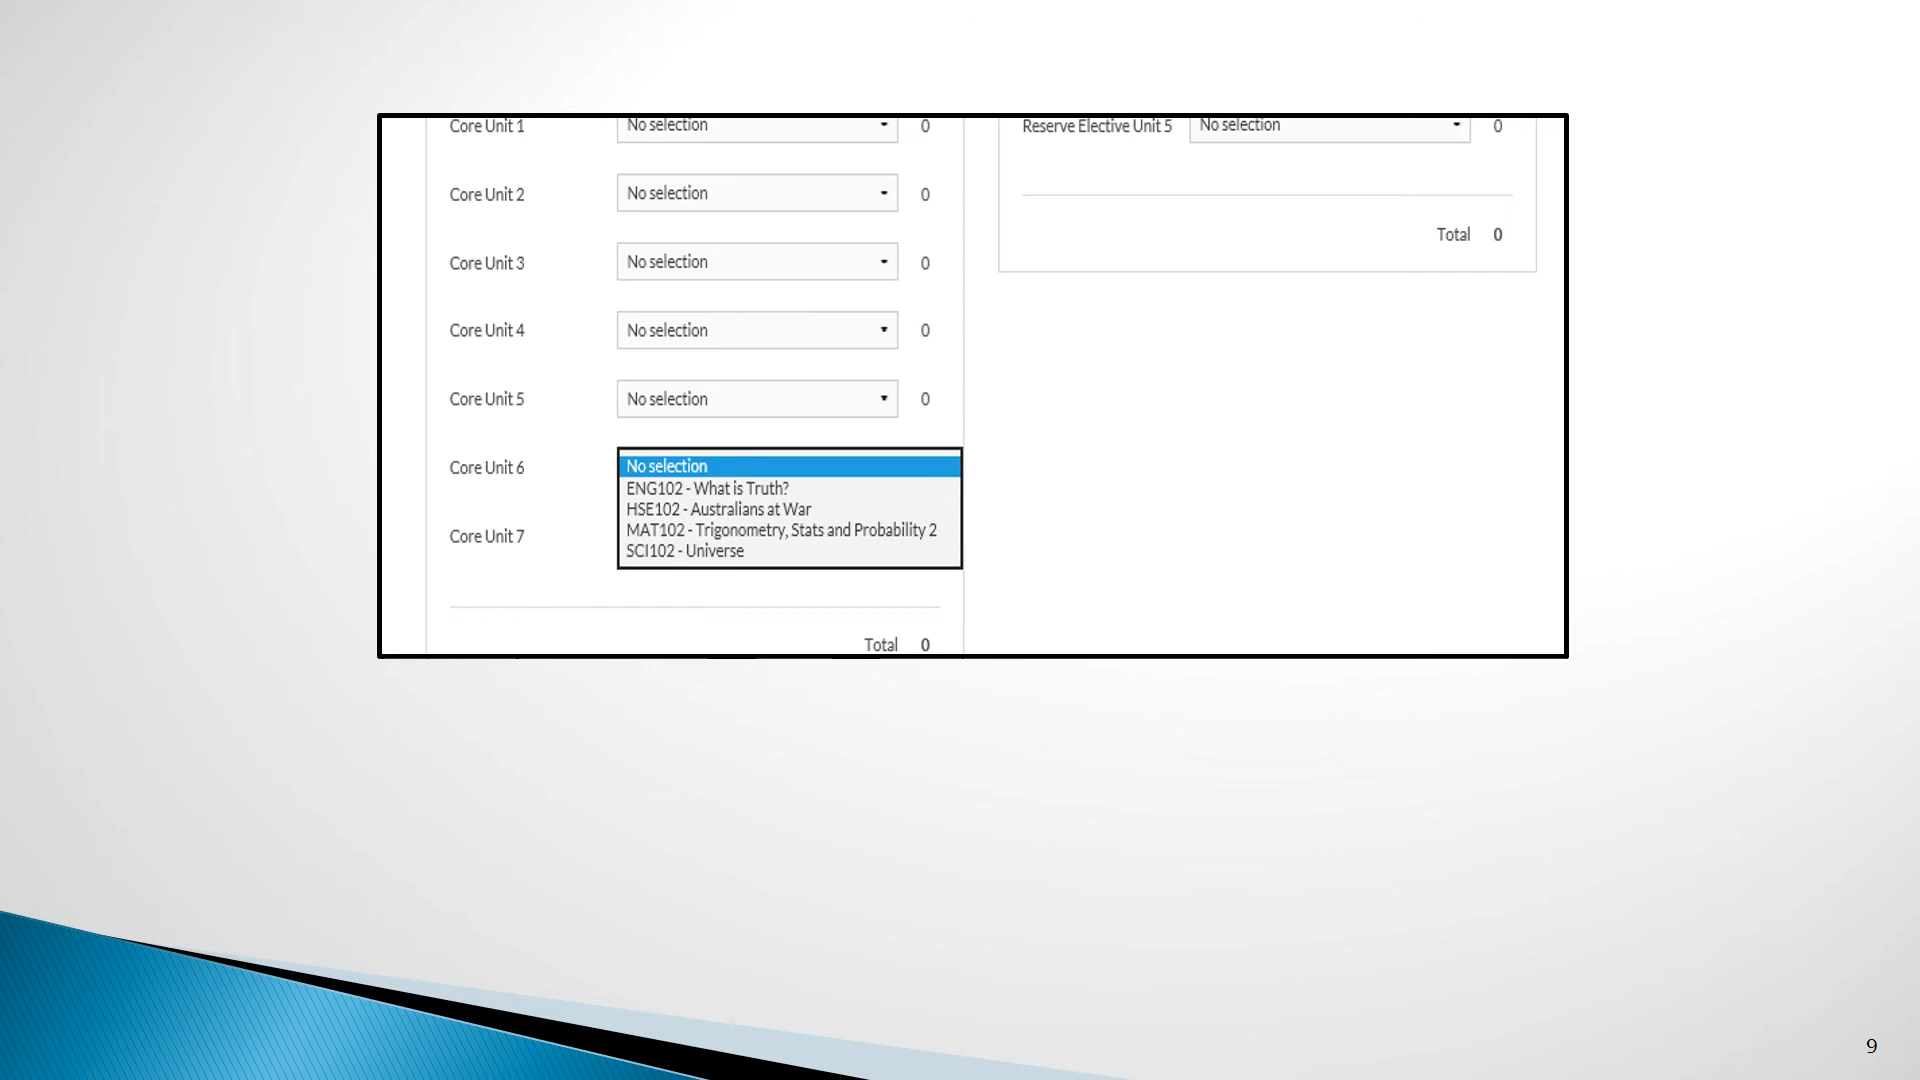 Core Unit 1 No selection 0
Core Unit 2 No selection 0
Core Unit 3 No selection 0
Core Unit 4 No selection 0
Core Unit 5 No selection 0
Core Unit 6 No selection
ENG102 - What is Truth?
HSE102 - Australians at War
MAT102 - Trigonometry, Stats and Probability 2
SCI102 - Universe
Core Unit 7
Total 0
Reserve Elective Unit 5 No selection 0
Total 0
9